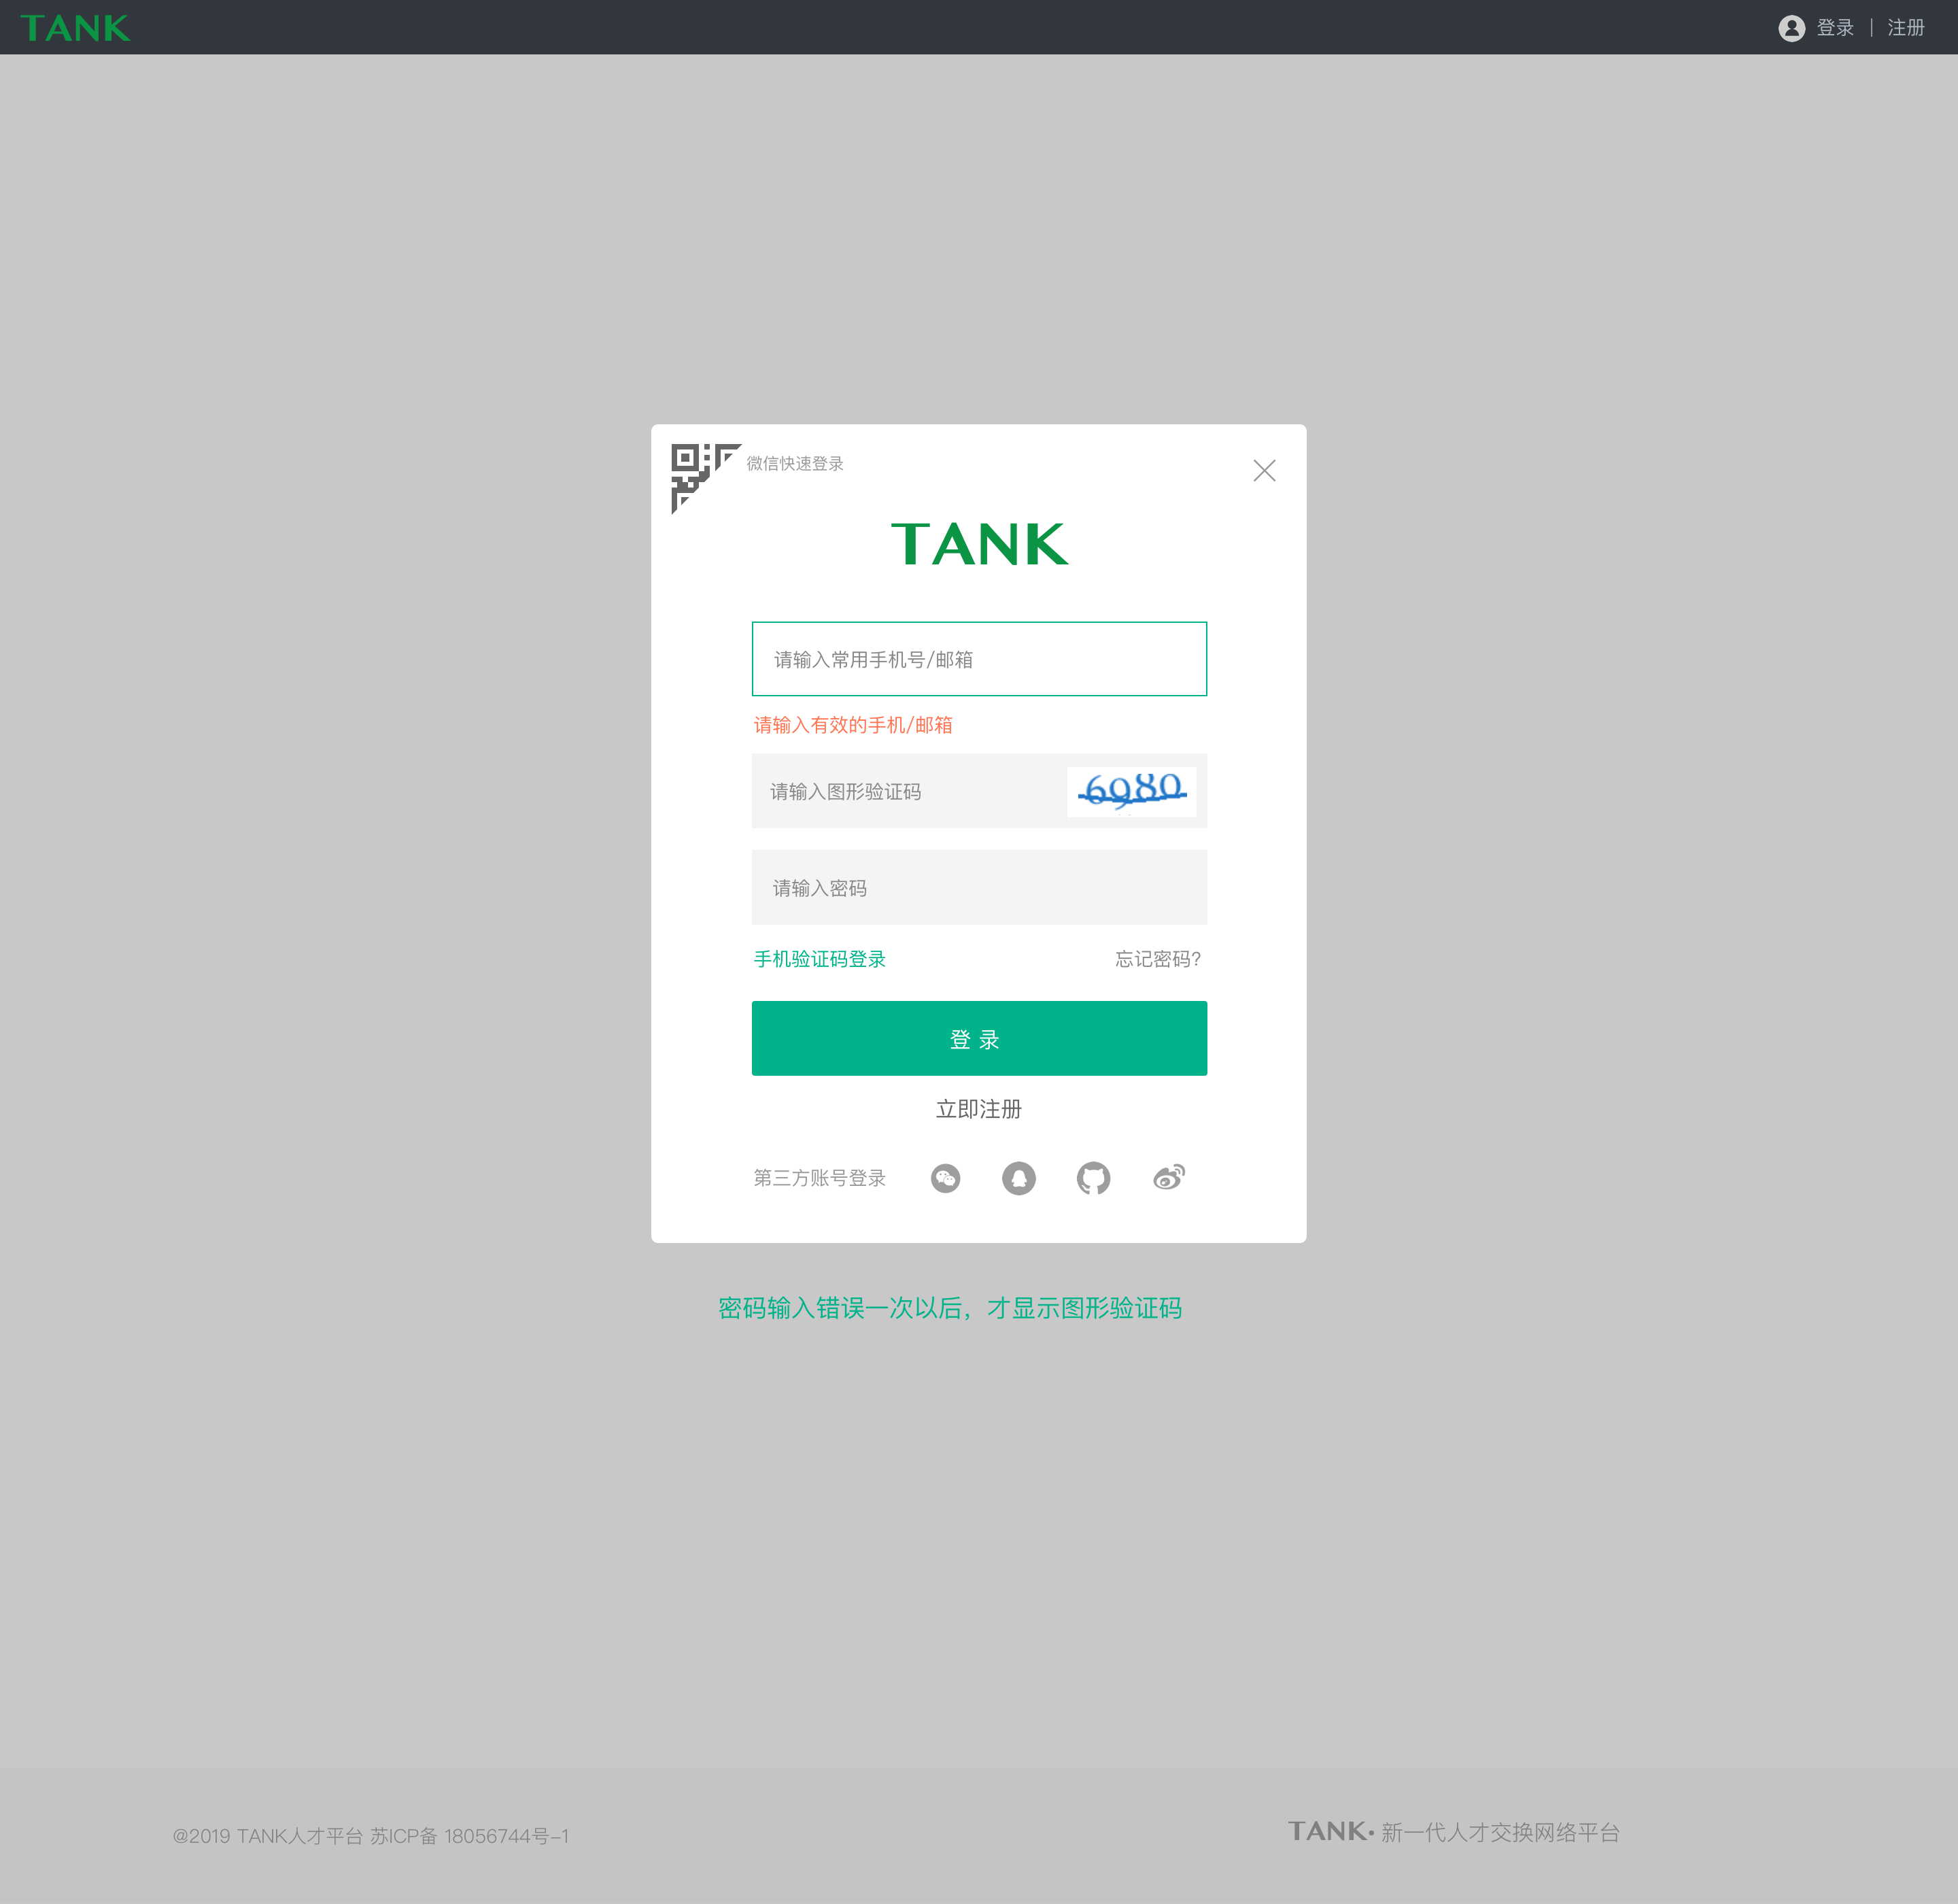 TANK
登录 | 注册
微信快速登录
TANK
请输入常用手机号/邮箱
请输入有效的手机/邮箱
请输入图形验证码 6980
请输入密码
手机验证码登录 忘记密码?
登 录
立即注册
第三方账号登录
密码输入错误一次以后，才显示图形验证码
@2019 TANK人才平台 苏ICP备 18056744号-1
TANK• 新一代人才交换网络平台